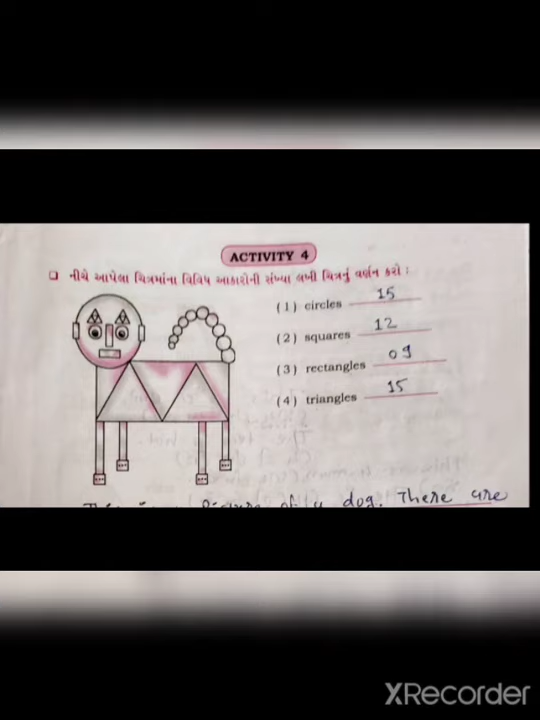 ACTIVITY 4
❑ નીચે આપેલા ચિત્રમાંના વિવિધ આકારોની સંખ્યા લખી ચિત્રનું વર્ણન કરો :
(1) circles 15
(2) squares 12
(3) rectangles 09
(4) triangles 15
of a dog. There are
XRecorder